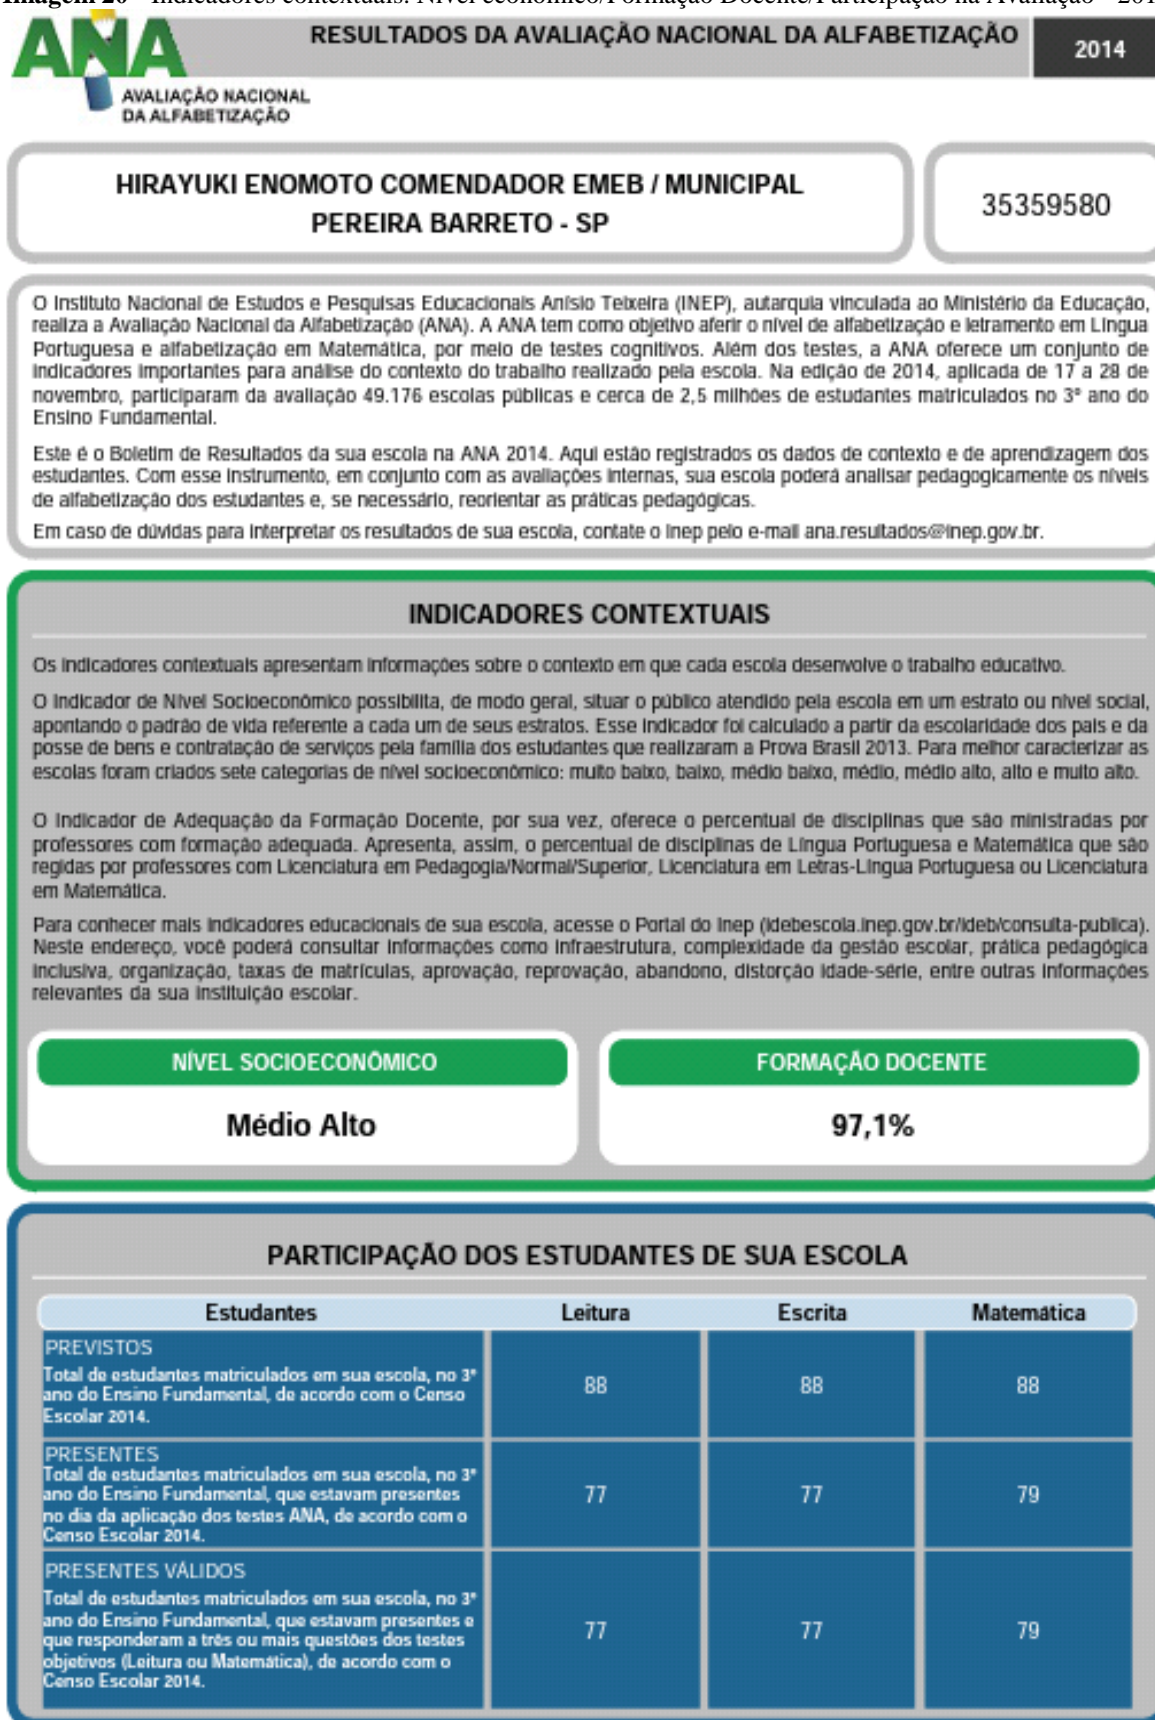 Imagem 20 - Indicadores contextuais: Nível econômico/Formação Docente/Participação na Avaliação - 201
ANA
RESULTADOS DA AVALIAÇÃO NACIONAL DA ALFABETIZAÇÃO
2014
AVALIAÇÃO NACIONAL
DA ALFABETIZAÇÃO
HIRAYUKI ENOMOTO COMENDADOR EMEB / MUNICIPAL
PEREIRA BARRETO - SP
35359580
O Instituto Nacional de Estudos e Pesquisas Educacionais Anísio Teixeira (INEP), autarquia vinculada ao Ministério da Educação,
realiza a Avaliação Nacional da Alfabetização (ANA). A ANA tem como objetivo aferir o nível de alfabetização e letramento em Língua
Portuguesa e alfabetização em Matemática, por meio de testes cognitivos. Além dos testes, a ANA oferece um conjunto de
indicadores importantes para análise do contexto do trabalho realizado pela escola. Na edição de 2014, aplicada de 17 a 28 de
novembro, participaram da avaliação 49.176 escolas públicas e cerca de 2,5 milhões de estudantes matriculados no 3º ano do
Ensino Fundamental.
Este é o Boletim de Resultados da sua escola na ANA 2014. Aqui estão registrados os dados de contexto e de aprendizagem dos
estudantes. Com esse instrumento, em conjunto com as avaliações internas, sua escola poderá analisar pedagogicamente os níveis
de alfabetização dos estudantes e, se necessário, reorientar as práticas pedagógicas.
Em caso de dúvidas para interpretar os resultados de sua escola, contate o Inep pelo e-mail ana.resultados@inep.gov.br.
INDICADORES CONTEXTUAIS
Os indicadores contextuais apresentam informações sobre o contexto em que cada escola desenvolve o trabalho educativo.
O Indicador de Nível Socioeconômico possibilita, de modo geral, situar o público atendido pela escola em um estrato ou nível social,
apontando o padrão de vida referente a cada um de seus estratos. Esse indicador foi calculado a partir da escolaridade dos pais e da
posse de bens e contratação de serviços pela família dos estudantes que realizaram a Prova Brasil 2013. Para melhor caracterizar as
escolas foram criados sete categorias de nível socioeconômico: muito baixo, baixo, médio baixo, médio, médio alto, alto e muito alto.
O Indicador de Adequação da Formação Docente, por sua vez, oferece o percentual de disciplinas que são ministradas por
professores com formação adequada. Apresenta, assim, o percentual de disciplinas de Língua Portuguesa e Matemática que são
regidas por professores com Licenciatura em Pedagogia/Normal/Superior, Licenciatura em Letras-Língua Portuguesa ou Licenciatura
em Matemática.
Para conhecer mais indicadores educacionais de sua escola, acesse o Portal do Inep (idebescola.inep.gov.br/ideb/consulta-publica).
Neste endereço, você poderá consultar informações como infraestrutura, complexidade da gestão escolar, prática pedagógica
inclusiva, organização, taxas de matrículas, aprovação, reprovação, abandono, distorção idade-série, entre outras informações
relevantes da sua instituição escolar.
NÍVEL SOCIOECONÔMICO
FORMAÇÃO DOCENTE
Médio Alto
97,1%
PARTICIPAÇÃO DOS ESTUDANTES DE SUA ESCOLA
Estudantes Leitura Escrita Matemática
PREVISTOS
Total de estudantes matriculados em sua escola, no 3º
ano do Ensino Fundamental, de acordo com o Censo
Escolar 2014.
88 88 88
PRESENTES
Total de estudantes matriculados em sua escola, no 3º
ano do Ensino Fundamental, que estavam presentes
no dia da aplicação dos testes ANA, de acordo com o
Censo Escolar 2014.
77 77 79
PRESENTES VÁLIDOS
Total de estudantes matriculados em sua escola, no 3º
ano do Ensino Fundamental, que estavam presentes e
que responderam a três ou mais questões dos testes
objetivos (Leitura ou Matemática), de acordo com o
Censo Escolar 2014.
77 77 79